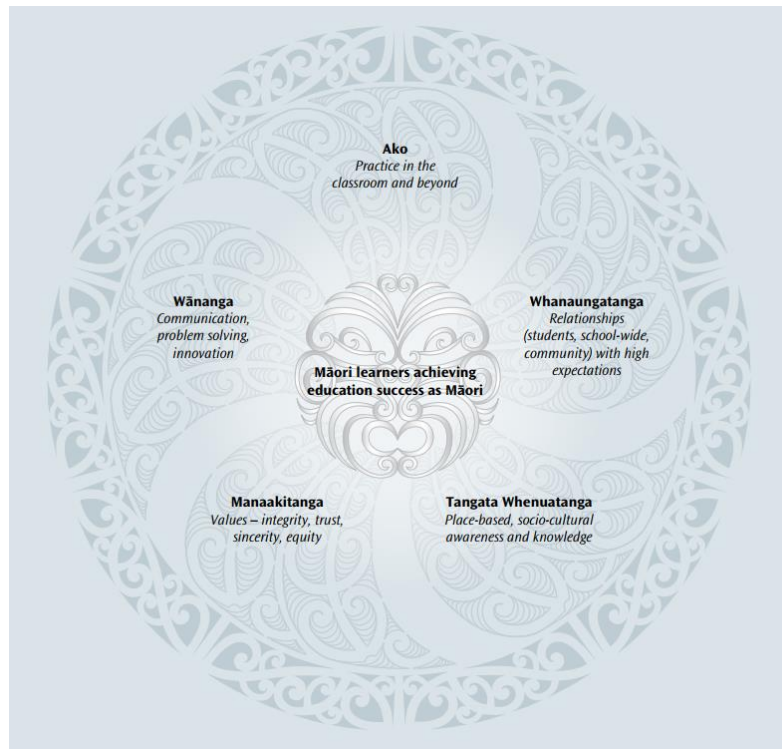 Ako
Practice in the
classroom and beyond
Wānanga
Communication,
problem solving,
innovation
Whanaungatanga
Relationships
(students, school-wide,
community) with high
expectations
Māori learners achieving
education success as Māori
Manaakitanga
Values – integrity, trust,
sincerity, equity
Tangata Whenuatanga
Place-based, socio-cultural
awareness and knowledge